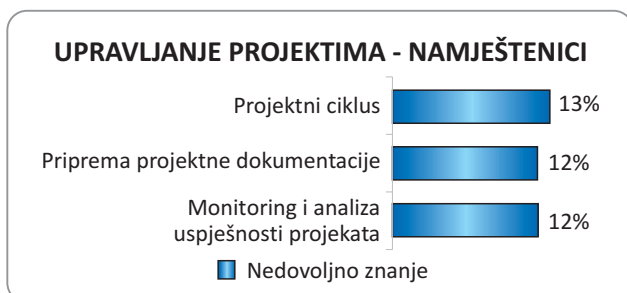 UPRAVLJANJE PROJEKTIMA - NAMJEŠTENICI
Projektni ciklus 13%
Priprema projektne dokumentacije 12%
Monitoring i analiza
uspješnosti projekata 12%
Nedovoljno znanje